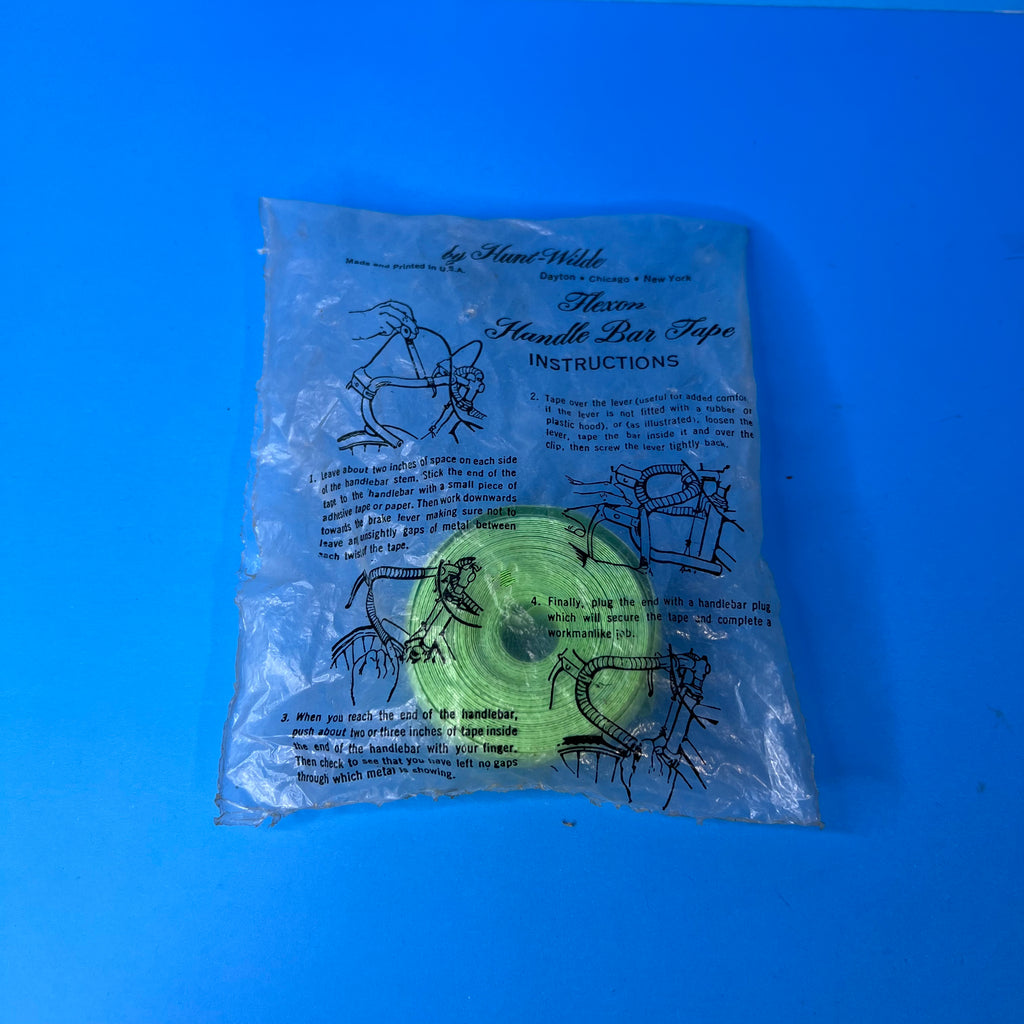 by Hunt-Wilde
Made and Printed in U.S.A.
Dayton • Chicago • New York
Flexon
Handle Bar Tape
INSTRUCTIONS
1. Leave about two inches of space on each side
of the handlebar stem. Stick the end of the
tape to the handlebar with a small piece of
adhesive tape or paper. Then work downwards
towards the brake lever making sure not to
leave any unsightly gaps of metal between
each twist of the tape.
2. Tape over the lever (useful for added comfor
if the lever is not fitted with a rubber or
plastic hood), or (as illustrated), loosen the
lever, tape the bar inside it and over the
clip, then screw the lever tightly back.
3. When you reach the end of the handlebar,
push about two or three inches of tape inside
the end of the handlebar with your finger.
Then check to see that you have left no gaps
through which metal is showing.
4. Finally, plug the end with a handlebar plug
which will secure the tape and complete a
workmanlike job.